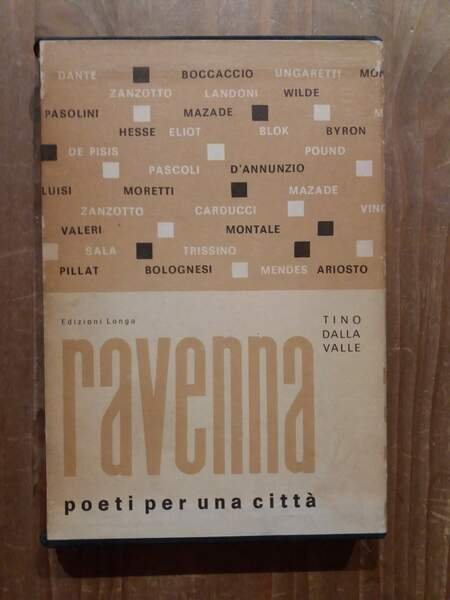 DANTE BOCCACCIO UNGARETTI MON
ZANZOTTO LANDONI WILDE
PASOLINI MAZADE M
HESSE ELIOT BLOK BYRON
DE PISIS POUND
PASCOLI D'ANNUNZIO
LUISI MORETTI MAZADE
ZANZOTTO CARDUCCI VINC
VALERI MONTALE
SALA TRISSINO
PILLAT BOLOGNESI MENDES ARIOSTO
Edizioni Longo
TINO
DALLA
VALLE
ravenna
poeti per una città